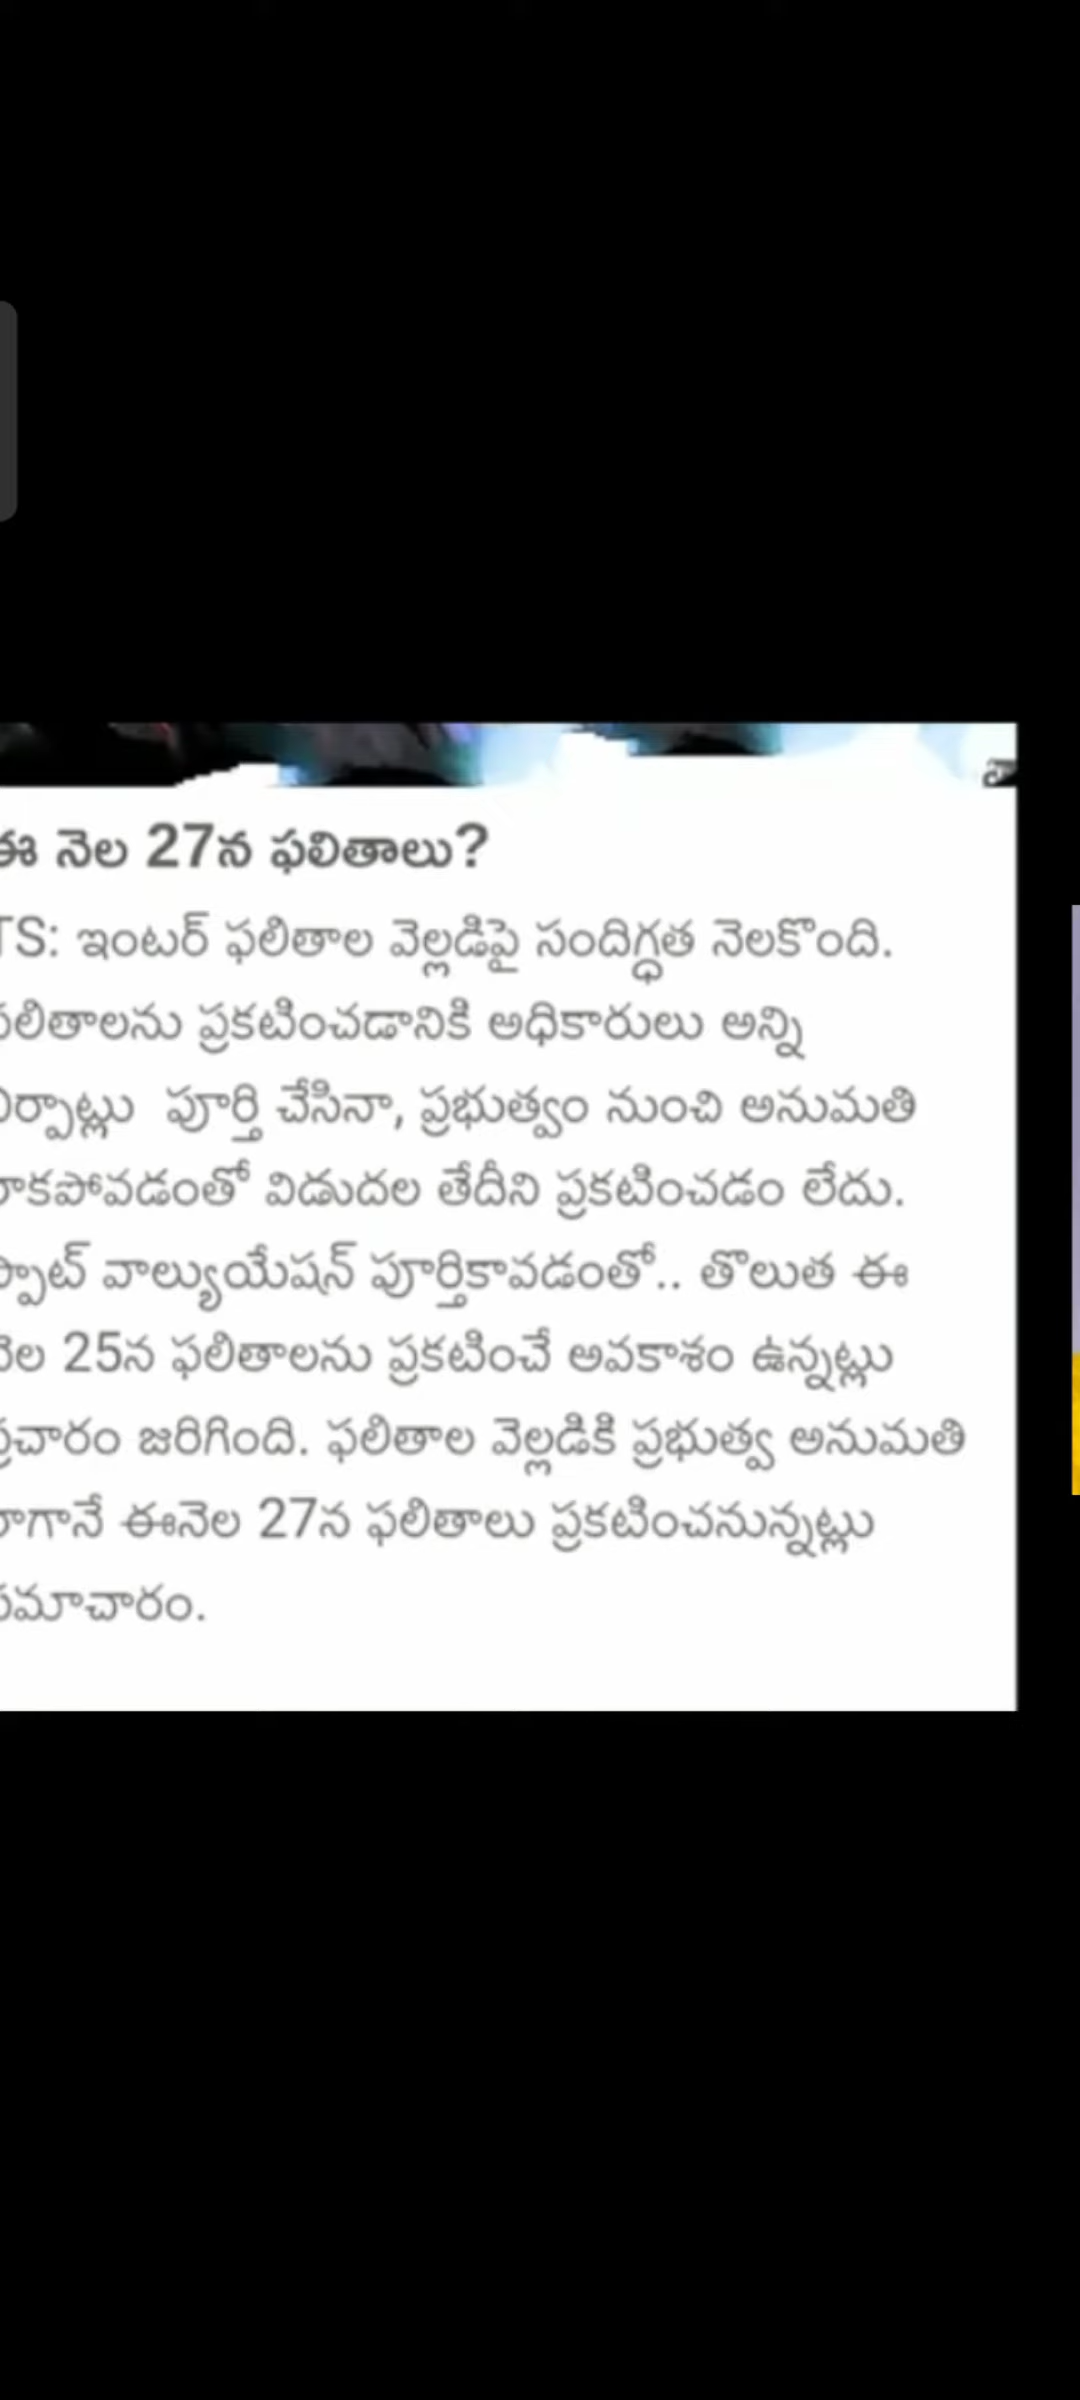 ఈ నెల 27న ఫలితాలు?
TS: ఇంటర్ ఫలితాల వెల్లడిపై సందిగ్ధత నెలకొంది.
ఫలితాలను ప్రకటించడానికి అధికారులు అన్ని
ఏర్పాట్లు పూర్తి చేసినా, ప్రభుత్వం నుంచి అనుమతి
రాకపోవడంతో విడుదల తేదీని ప్రకటించడం లేదు.
స్పాట్ వాల్యుయేషన్ పూర్తికావడంతో.. తొలుత ఈ
నెల 25న ఫలితాలను ప్రకటించే అవకాశం ఉన్నట్లు
ప్రచారం జరిగింది. ఫలితాల వెల్లడికి ప్రభుత్వ అనుమతి
రాగానే ఈనెల 27న ఫలితాలు ప్రకటించనున్నట్లు
సమాచారం.